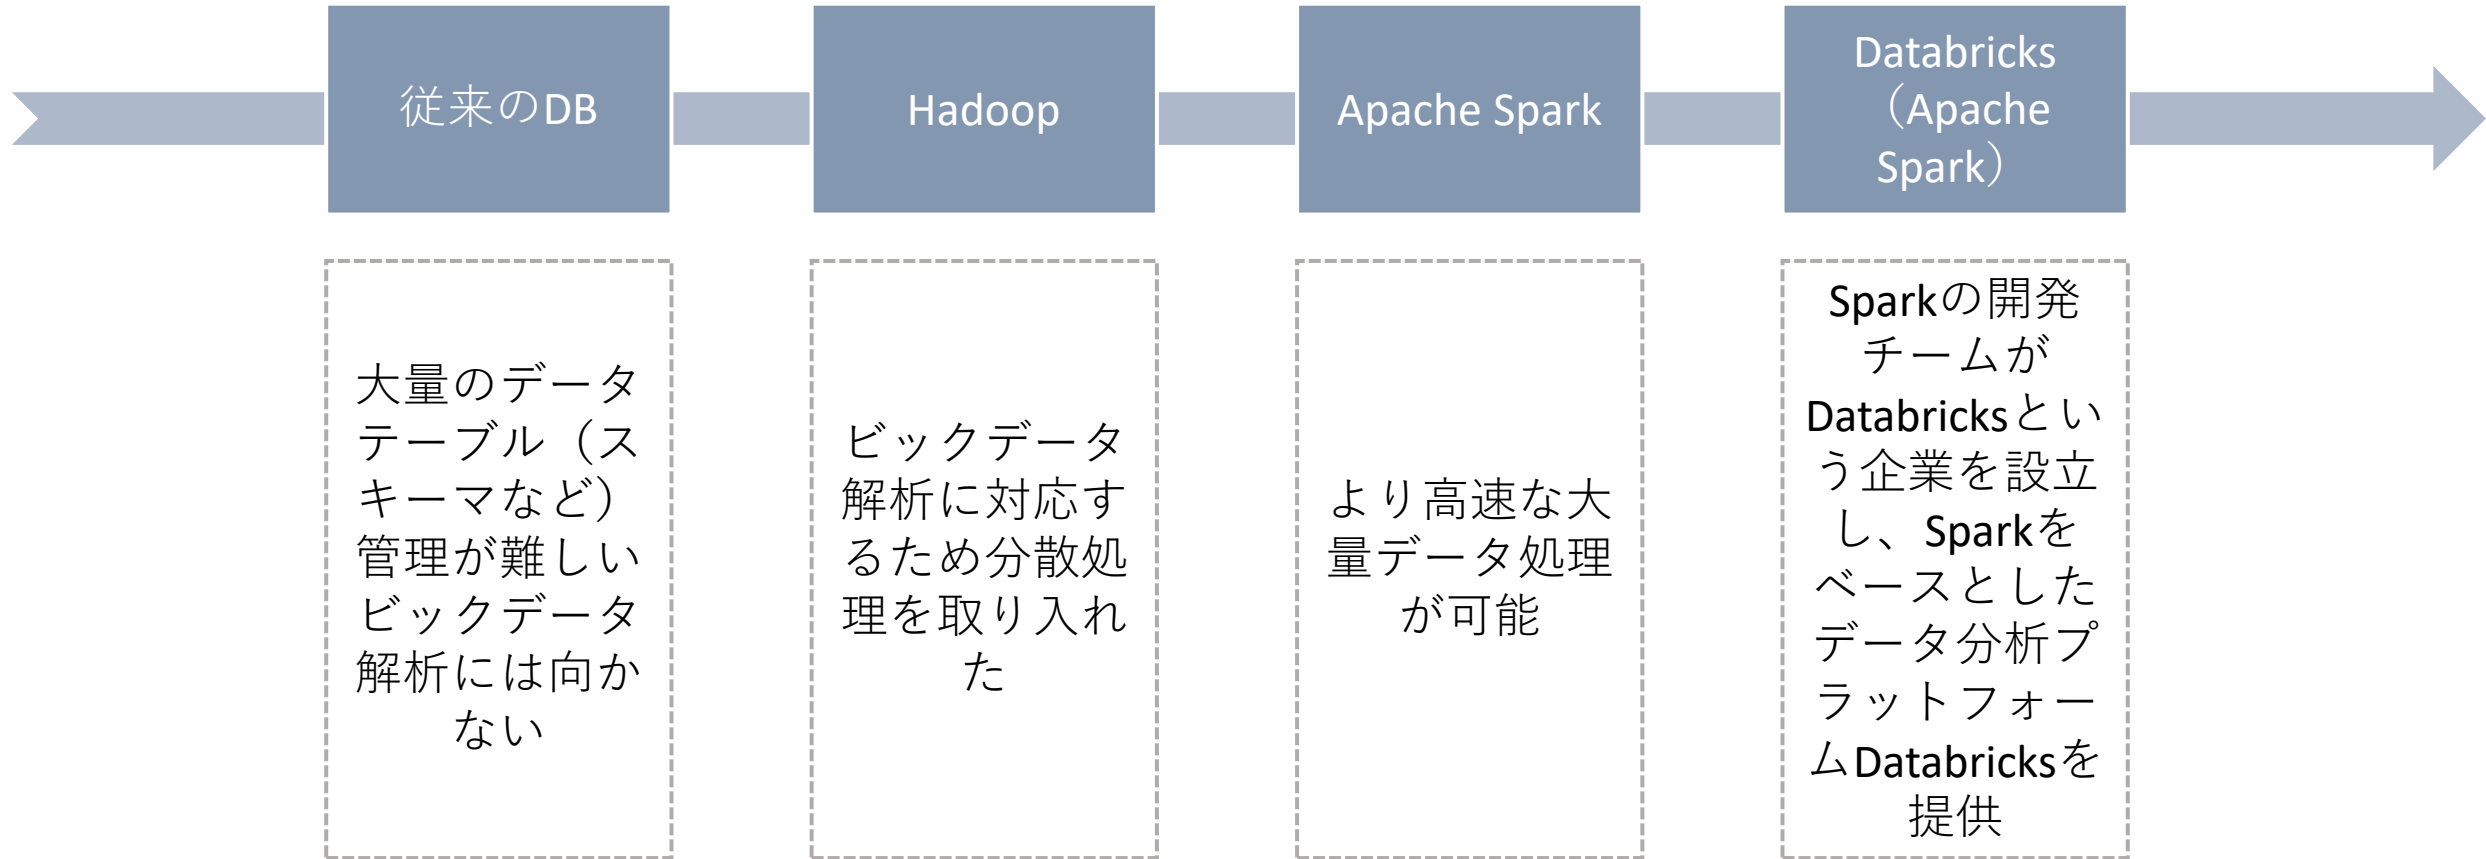 従来のDB
Hadoop
Apache Spark
Databricks
（Apache
Spark）
大量のデータ
テーブル（ス
キーマなど）
管理が難しい
ビックデータ
解析には向か
ない
ビックデータ
解析に対応す
るため分散処
理を取り入れ
た
より高速な大
量データ処理
が可能
Sparkの開発
チームが
Databricksとい
う企業を設立
し、Sparkを
ベースとした
データ分析プ
ラットフォー
ムDatabricksを
提供